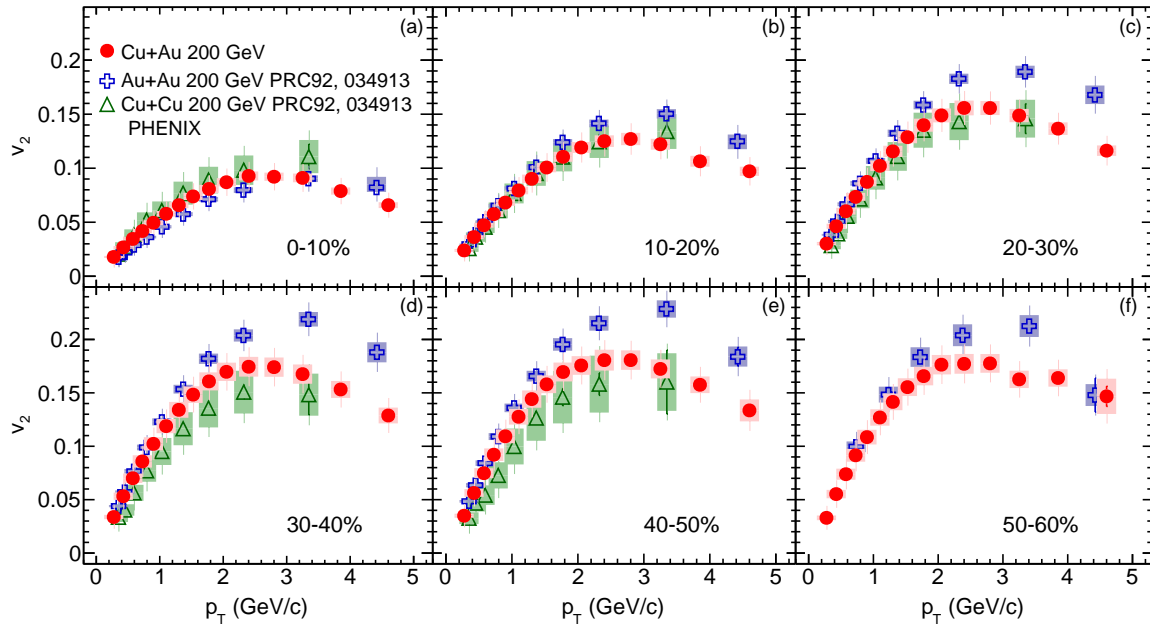 (a)
(b)
(c)
Cu+Au 200 GeV
Au+Au 200 GeV PRC92, 034913
Cu+Cu 200 GeV PRC92, 034913
PHENIX
v2
0.2
0.15
0.1
0.05
0
0-10%
10-20%
20-30%
(d)
(e)
(f)
v2
0.2
0.15
0.1
0.05
0
30-40%
40-50%
50-60%
0 1 2 3 4 5
0 1 2 3 4 5
0 1 2 3 4 5
pT (GeV/c)
pT (GeV/c)
pT (GeV/c)